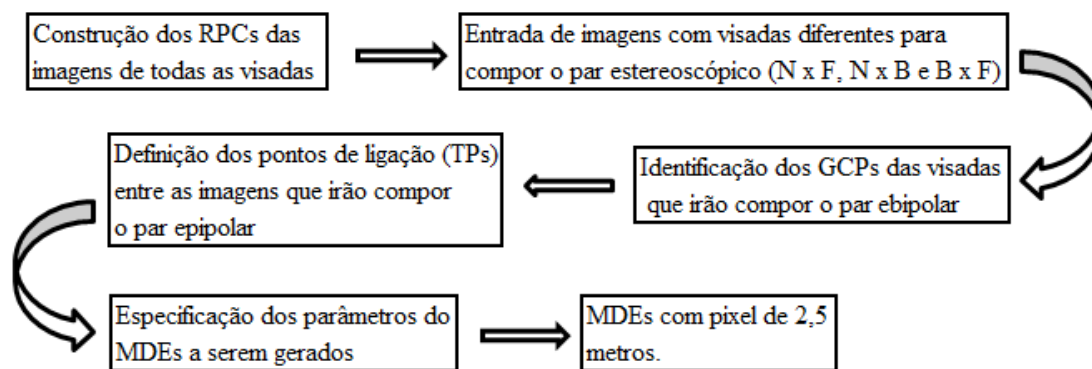 Construção dos RPCs das
imagens de todas as visadas
Entrada de imagens com visadas diferentes para
compor o par estereoscópico (N x F, N x B e B x F)
Identificação dos GCPs das visadas
que irão compor o par ebipolar
Definição dos pontos de ligação (TPs)
entre as imagens que irão compor
o par epipolar
Especificação dos parâmetros do
MDEs a serem gerados
MDEs com pixel de 2,5
metros.